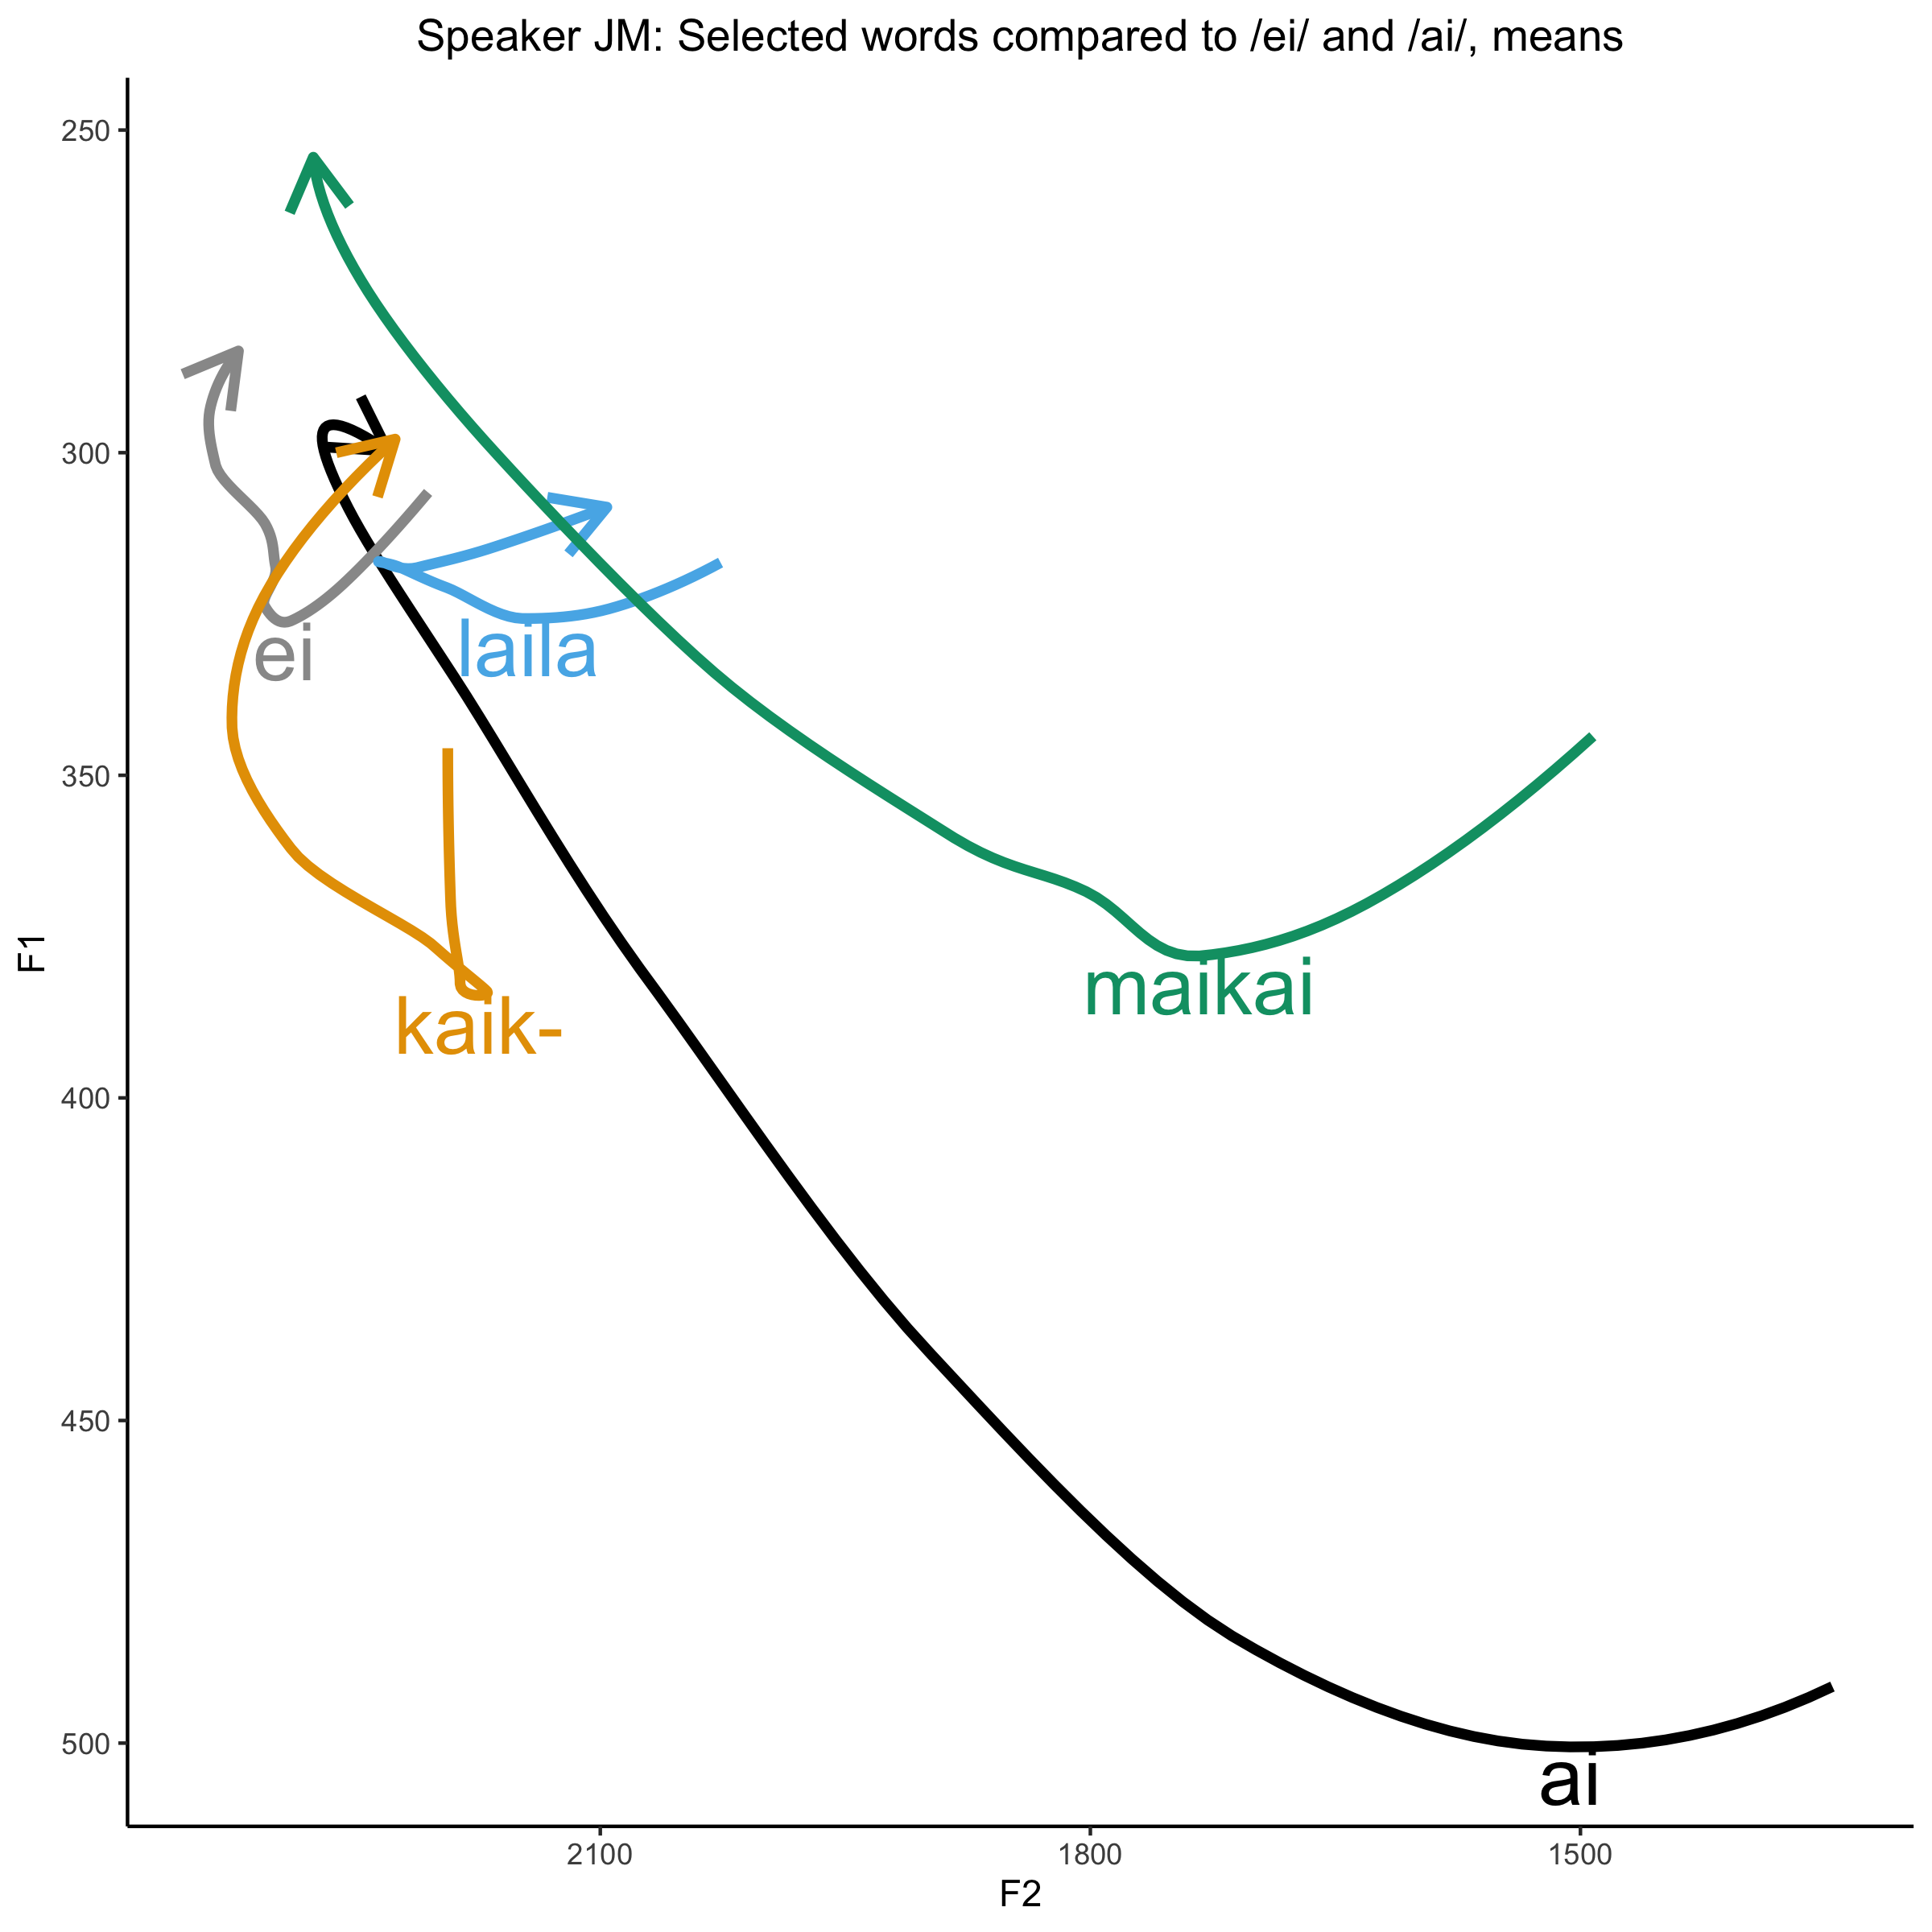 Speaker JM: Selected words compared to /ei/ and /ai/, means
250
300
350
400
450
500
F1
ei
laila
kaik-
maikai
ai
2100
1800
1500
F2